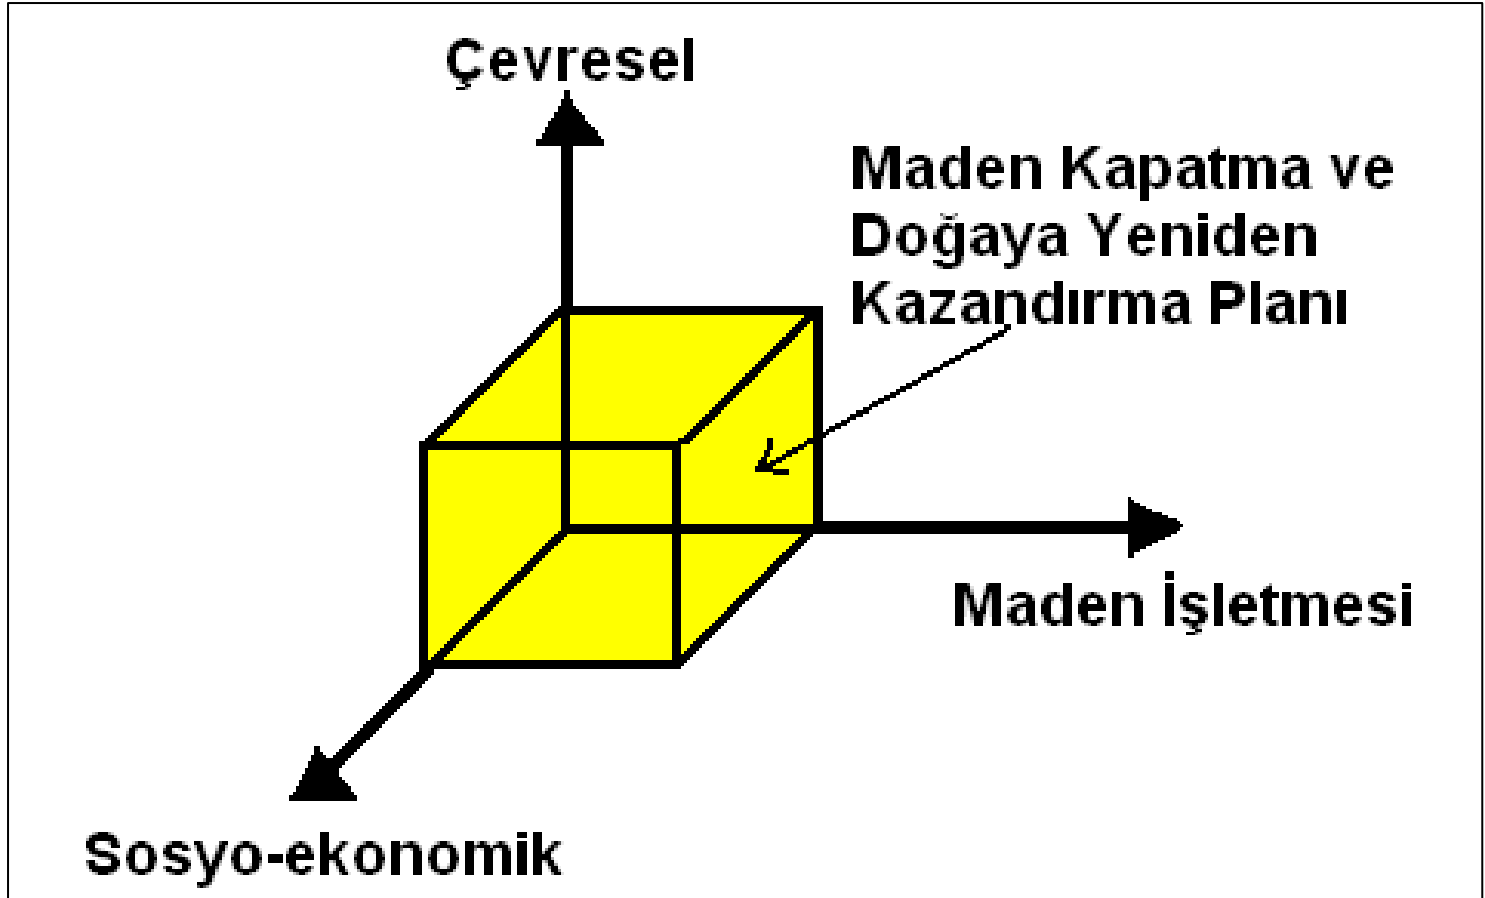 Çevresel
Maden Kapatma ve
Doğaya Yeniden
Kazandırma Planı
Maden İşletmesi
Sosyo-ekonomik